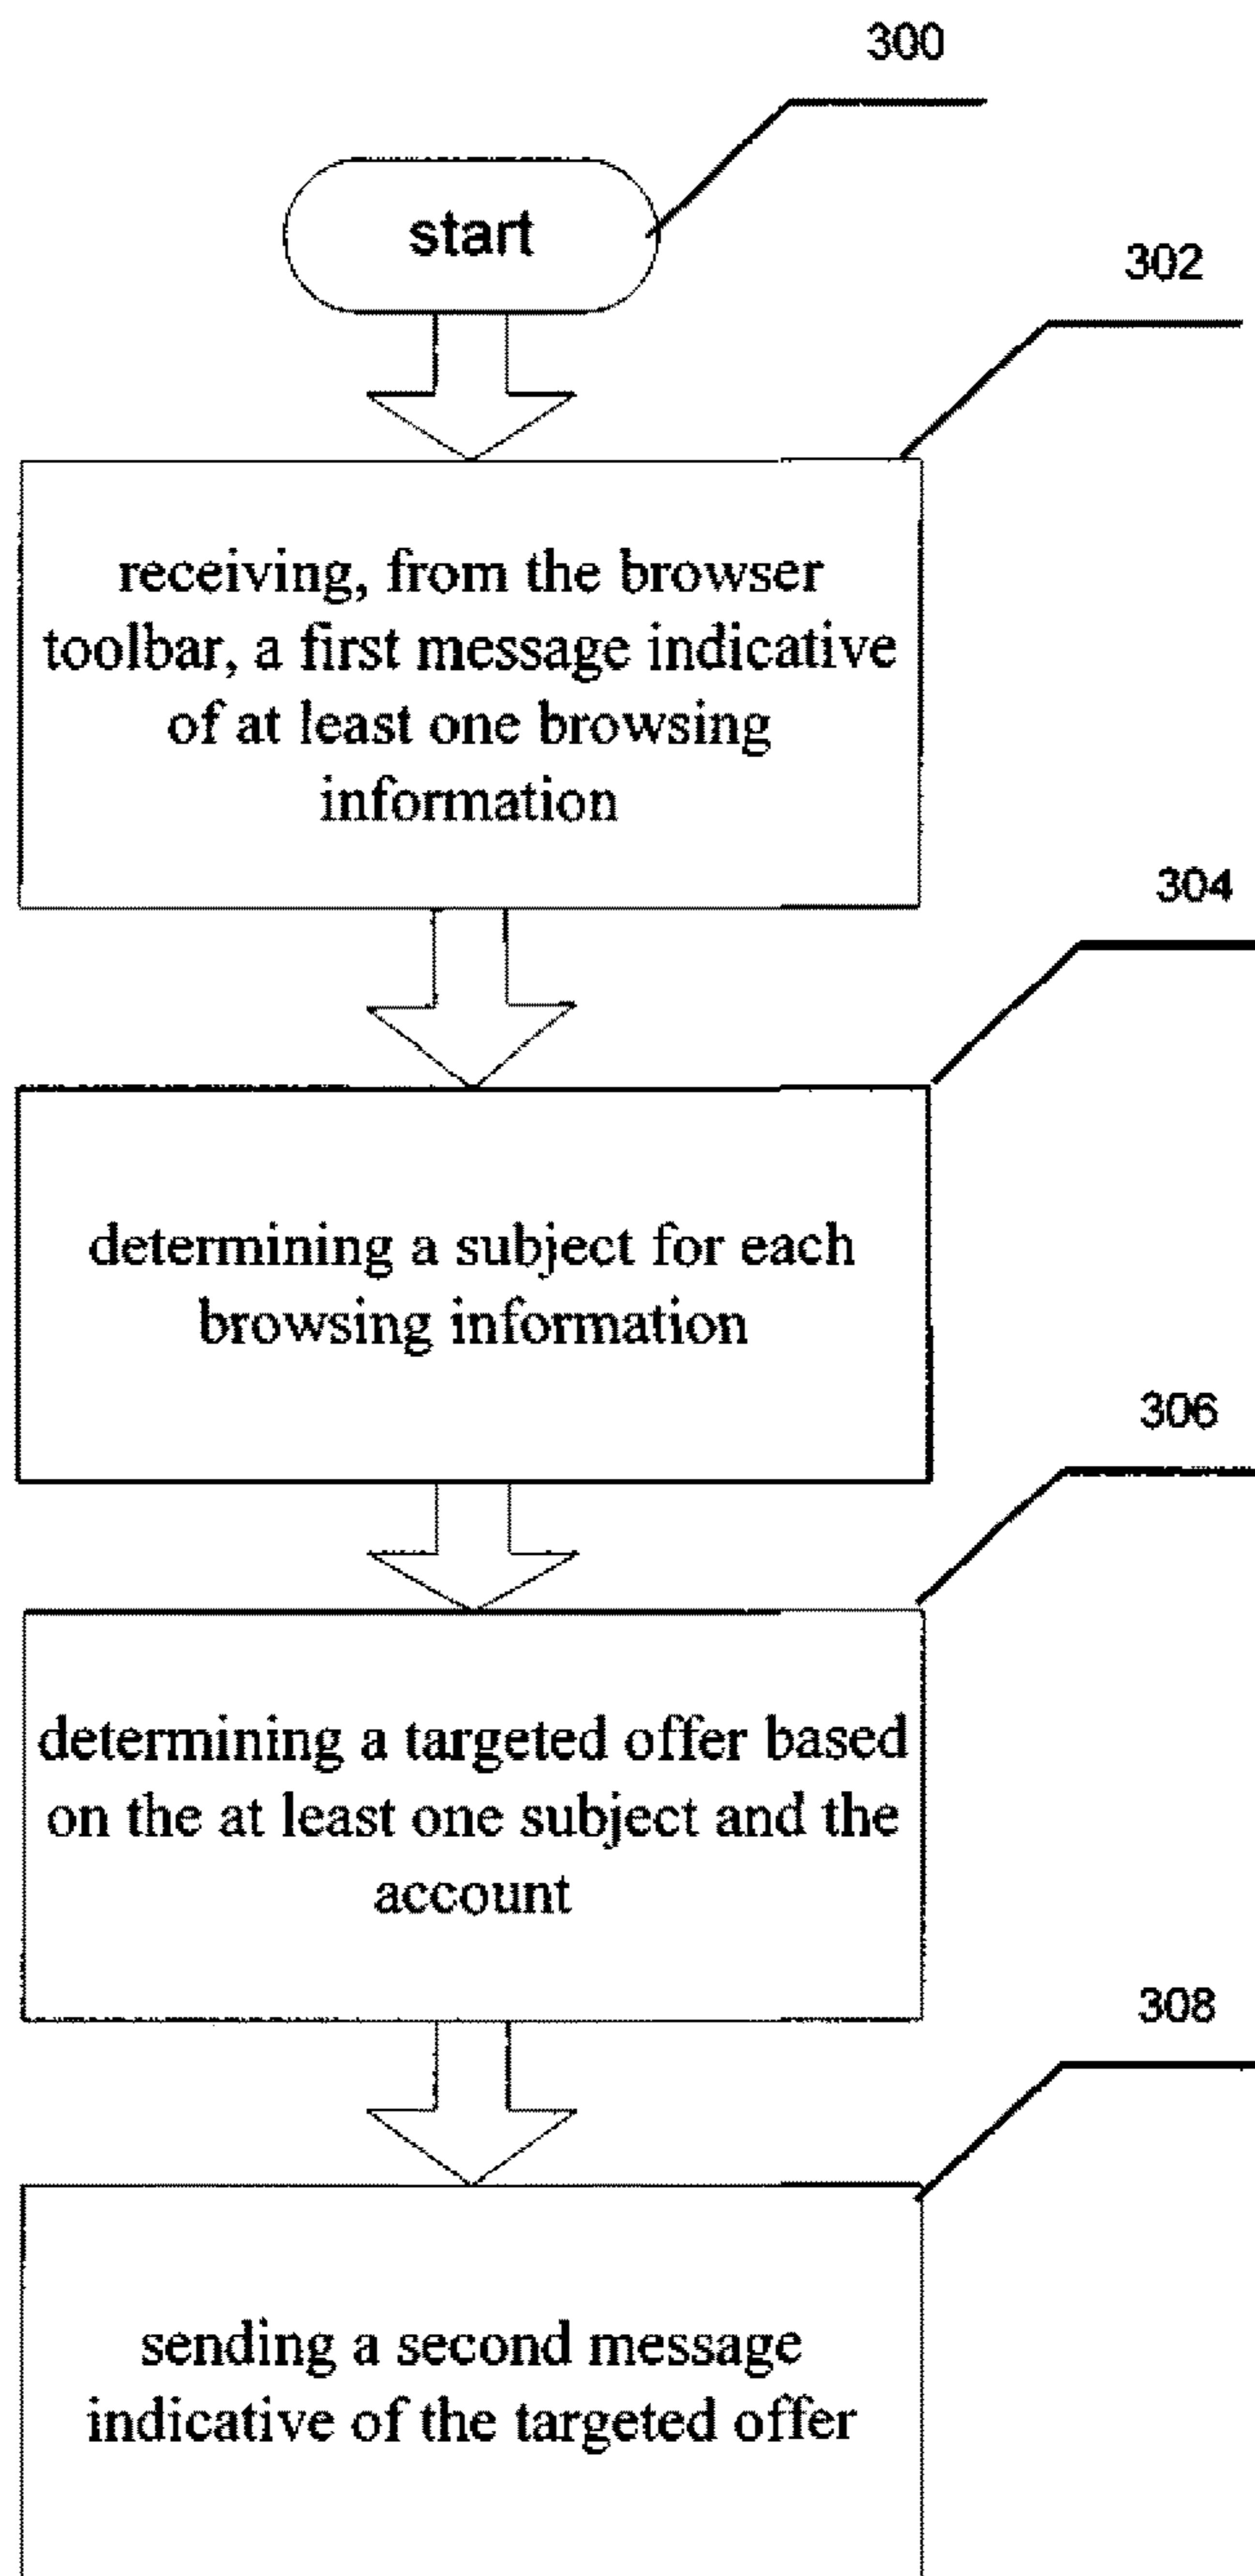 300
start
302
receiving, from the browser
toolbar, a first message indicative
of at least one browsing
information
304
determining a subject for each
browsing information
306
determining a targeted offer based
on the at least one subject and the
account
308
sending a second message
indicative of the targeted offer